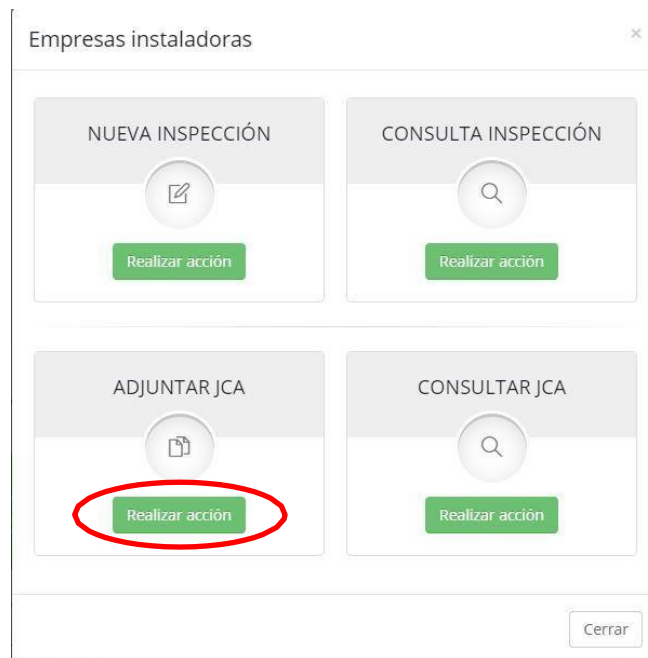 Empresas instaladoras
×
NUEVA INSPECCIÓN
CONSULTA INSPECCIÓN
Realizar acción
Realizar acción
ADJUNTAR JCA
CONSULTAR JCA
Realizar acción
Realizar acción
Cerrar